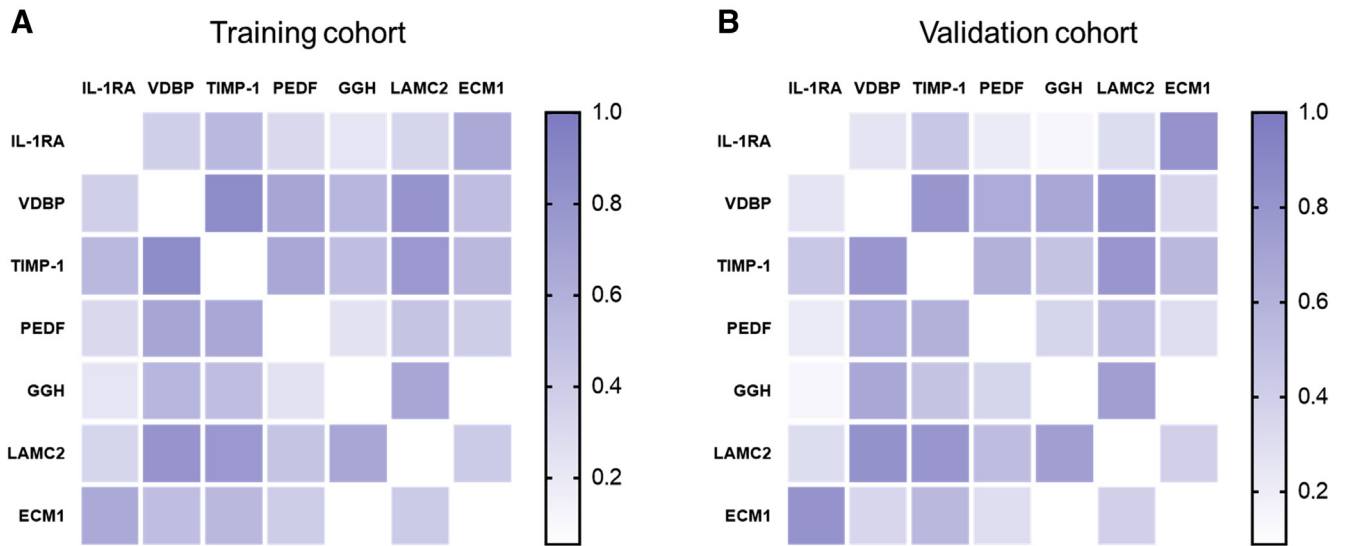 A
Training cohort
IL-1RA VDBP TIMP-1 PEDF GGH LAMC2 ECM1
IL-1RA
VDBP
TIMP-1
PEDF
GGH
LAMC2
ECM1
1.0
0.8
0.6
0.4
0.2
B
Validation cohort
IL-1RA VDBP TIMP-1 PEDF GGH LAMC2 ECM1
IL-1RA
VDBP
TIMP-1
PEDF
GGH
LAMC2
ECM1
1.0
0.8
0.6
0.4
0.2